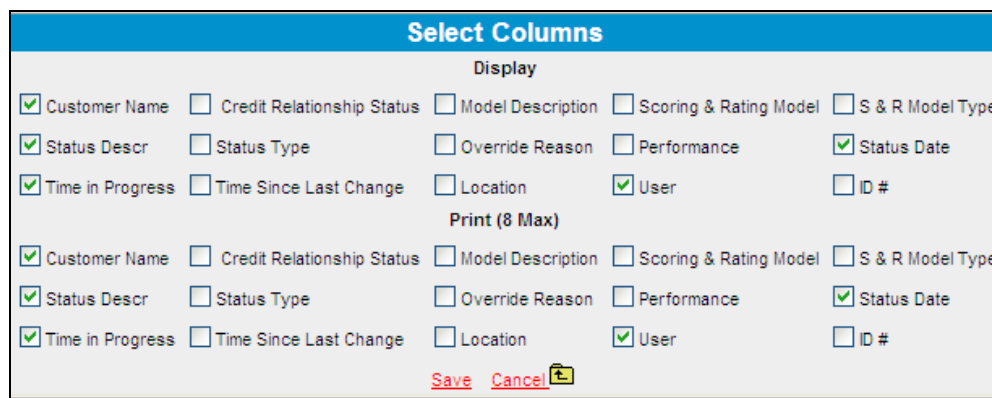 Select Columns
Display
Customer Name Credit Relationship Status Model Description Scoring & Rating Model S & R Model Type
Status Descr Status Type Override Reason Performance Status Date
Time in Progress Time Since Last Change Location User ID #
Print (8 Max)
Customer Name Credit Relationship Status Model Description Scoring & Rating Model S & R Model Type
Status Descr Status Type Override Reason Performance Status Date
Time in Progress Time Since Last Change Location User ID #
Save Cancel